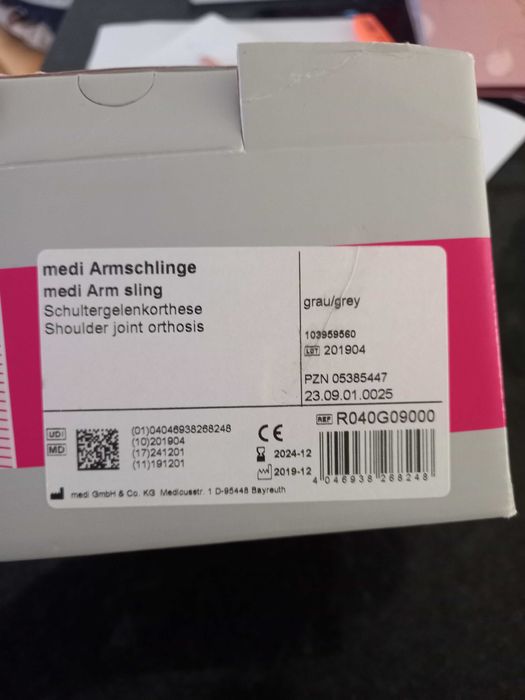 medi Armschlinge
medi Arm sling
Schultergelenkorthese
Shoulder joint orthosis
grau/grey
103959560
LOT 201904
PZN 05385447
23.09.01.0025
UDI
MD
(01)04046938268248
(10)201904
(17)241201
(11)191201
CE
2024-12
2019-12
REF R040G09000
4 046938 268248
medi GmbH & Co. KG Medicusstr. 1 D-95448 Bayreuth